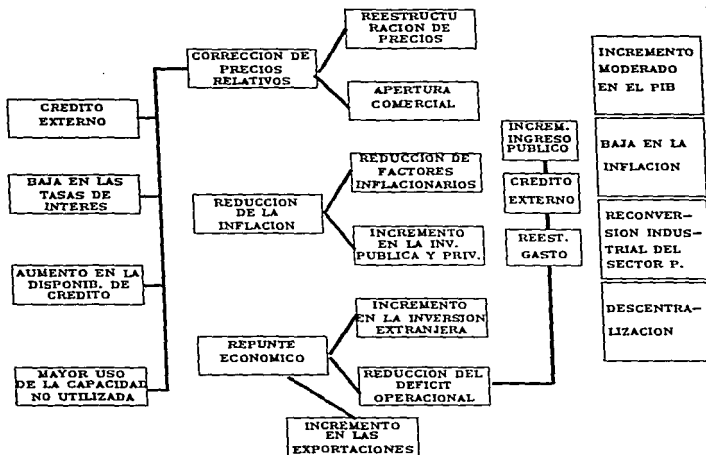 CREDITO
EXTERNO
BAJA EN LAS
TASAS DE
INTERES
AUMENTO EN LA
DISPONIB. DE
CREDITO
MAYOR USO
DE LA CAPACIDAD
NO UTILIZADA
CORRECCION DE
PRECIOS
RELATIVOS
REESTRUCTU
RACION DE
PRECIOS
APERTURA
COMERCIAL
REDUCCION
DE LA
INFLACION
REDUCCION DE
FACTORES
INFLACIONARIOS
INCREMENTO
EN LA INV.
PUBLICA Y PRIV.
REPUNTE
ECONOMICO
INCREMENTO
EN LA INVERSION
EXTRANJERA
REDUCCION DEL
DEFICIT
OPERACIONAL
INCREMENTO
EN LAS
EXPORTACIONES
INCREM.
INGRESO
PUBLICO
CREDITO
EXTERNO
REEST.
GASTO
INCREMENTO
MODERADO
EN EL PIB
BAJA EN LA
INFLACION
RECONVER-
SION INDUS-
TRIAL DEL
SECTOR P.
DESCENTRA-
LIZACION